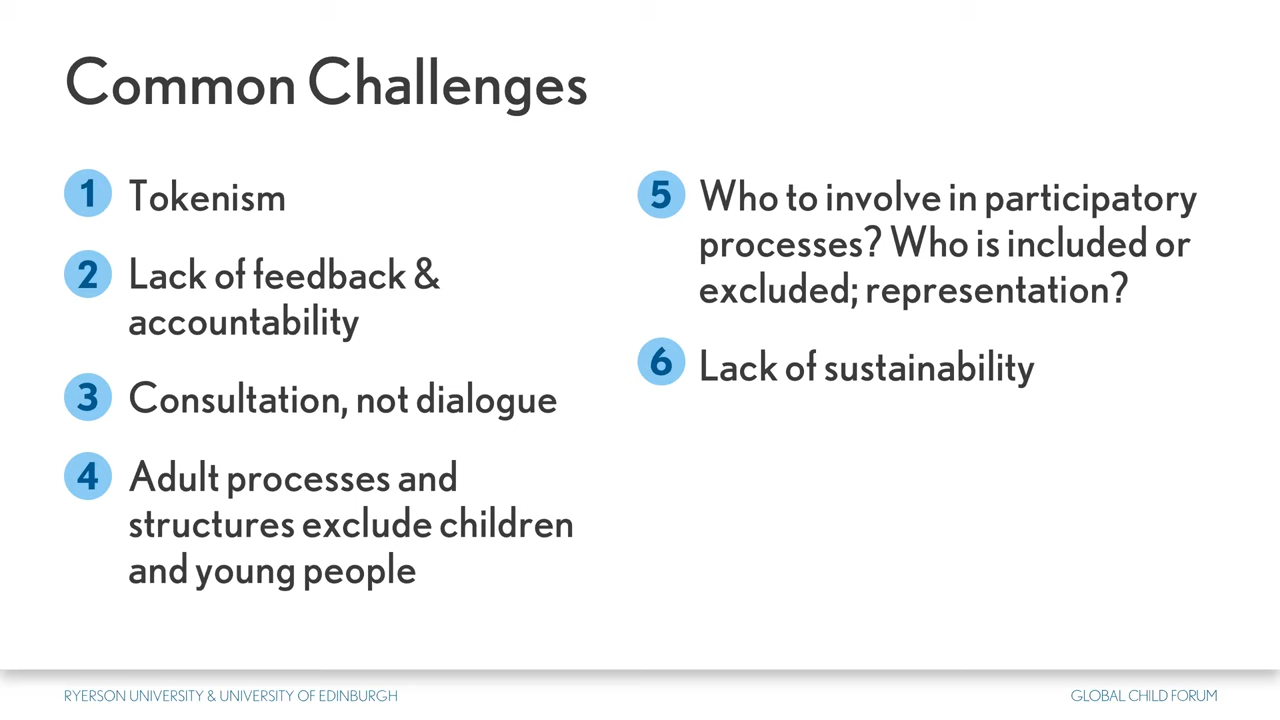 Common Challenges
1 Tokenism
2 Lack of feedback &
accountability
3 Consultation, not dialogue
4 Adult processes and
structures exclude children
and young people
5 Who to involve in participatory
processes? Who is included or
excluded; representation?
6 Lack of sustainability
RYERSON UNIVERSITY & UNIVERSITY OF EDINBURGH
GLOBAL CHILD FORUM